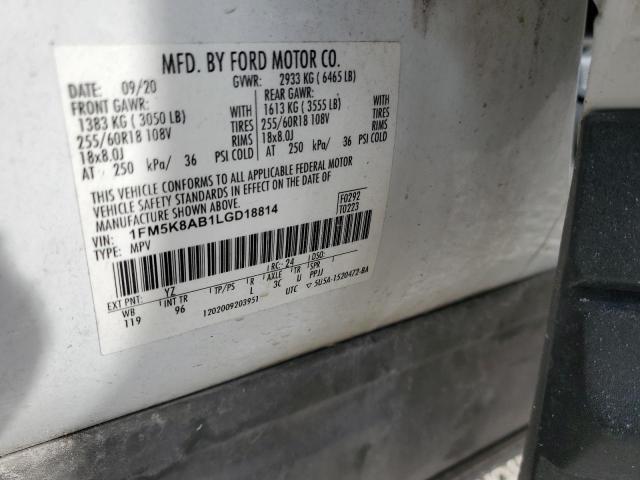 MFD. BY FORD MOTOR CO.
DATE: 09/20 GVWR: 2933 KG ( 6465 LB)
FRONT GAWR: REAR GAWR:
1383 KG ( 3050 LB) WITH 1613 KG ( 3555 LB) WITH
255/60R18 108V TIRES 255/60R18 108V TIRES
18x8.0J RIMS 18x8.0J RIMS
AT 250 kPa/ 36 PSI COLD AT 250 kPa/ 36 PSI COLD
THIS VEHICLE CONFORMS TO ALL APPLICABLE FEDERAL MOTOR
VEHICLE SAFETY STANDARDS IN EFFECT ON THE DATE OF
MANUFACTURE SHOWN ABOVE.
F0292
T0223
VIN: 1FM5K8AB1LGD18814
TYPE: MPV
EXT PNT: YZ RC: 24 DSO:
WB INT TR TP/PS R AXLE TR SPR
119 96 L 3C U PPJJ
1202009203951 UTC ▽ 5U5A-1520472-BA